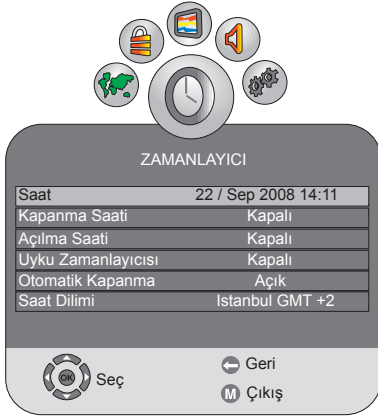 ZAMANLAYICI
Saat 22 / Sep 2008 14:11
Kapanma Saati Kapalı
Açılma Saati Kapalı
Uyku Zamanlayıcısı Kapalı
Otomatik Kapanma Açık
Saat Dilimi Istanbul GMT +2
OK Seç
Geri
M Çıkış